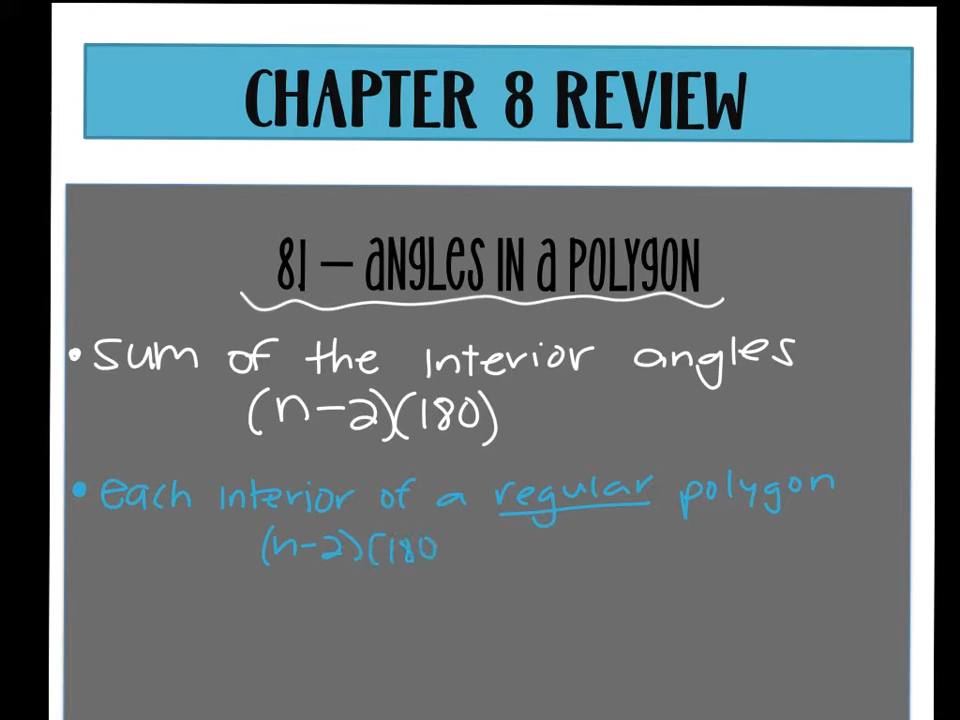 CHAPTER 8 REVIEW
8.1 – ANGLES IN A POLYGON
• Sum of the interior angles
(n-2)(180)
• each interior of a regular polygon
(n-2)(180